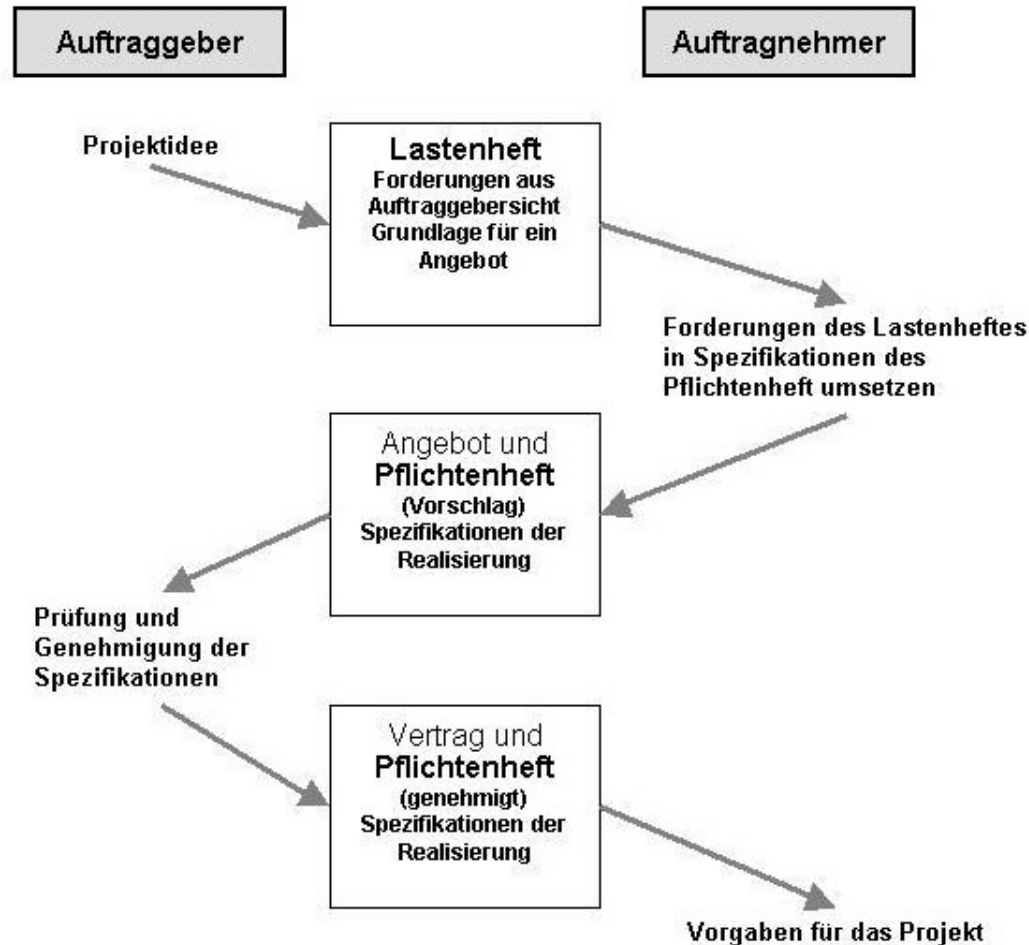 Auftraggeber
Auftragnehmer
Projektidee
Lastenheft
Forderungen aus
Auftraggebersicht
Grundlage für ein
Angebot
Forderungen des Lastenheftes
in Spezifikationen des
Pflichtenheft umsetzen
Angebot und
Pflichtenheft
(Vorschlag)
Spezifikationen der
Realisierung
Prüfung und
Genehmigung der
Spezifikationen
Vertrag und
Pflichtenheft
(genehmigt)
Spezifikationen der
Realisierung
Vorgaben für das Projekt